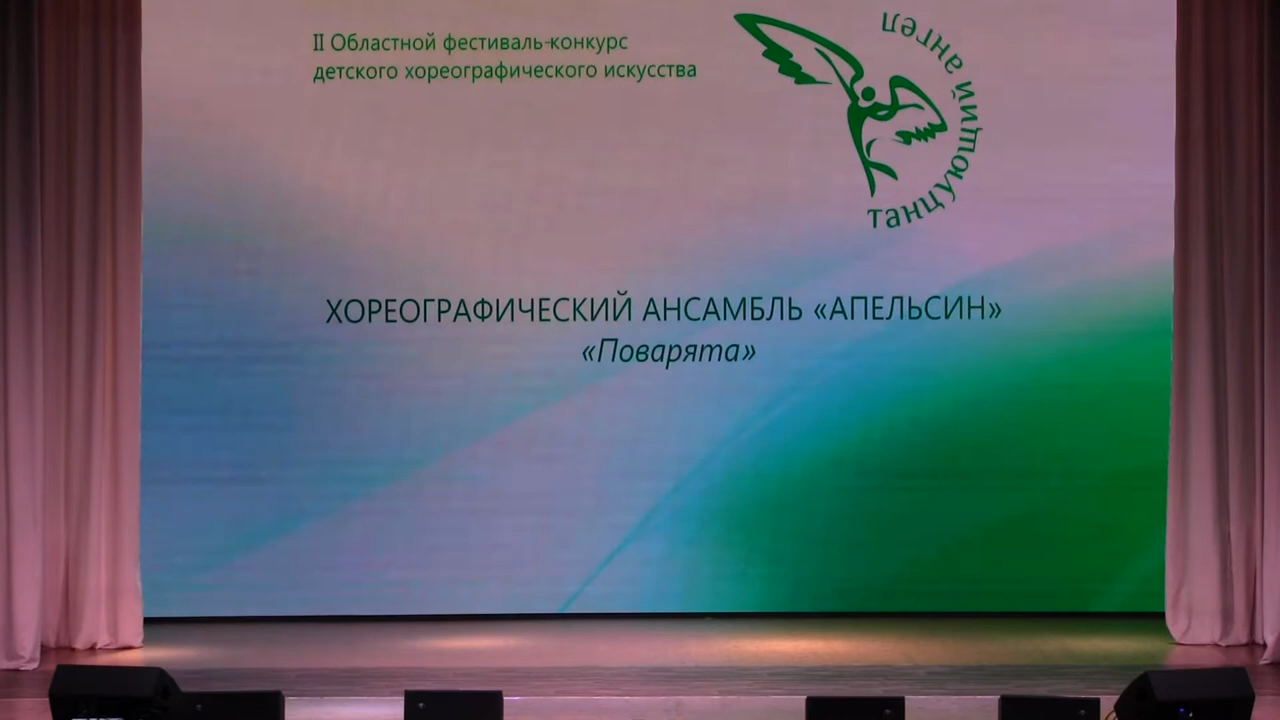 II Областной фестиваль-конкурс
детского хореографического искусства
танцующий ангел
ХОРЕОГРАФИЧЕСКИЙ АНСАМБЛЬ «АПЕЛЬСИН»
«Поварята»